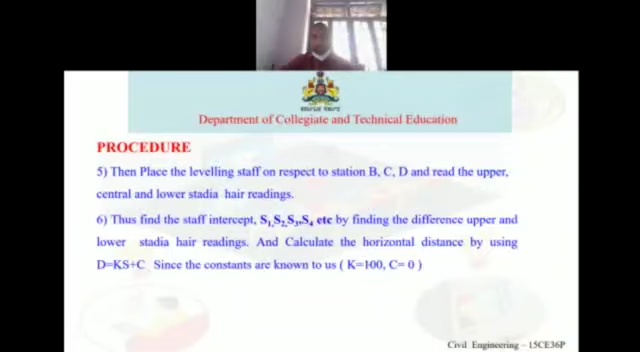 Department of Collegiate and Technical Education
PROCEDURE
5) Then Place the levelling staff on respect to station B, C, D and read the upper,
central and lower stadia hair readings.
6) Thus find the staff intercept, S1,S2,S3,,S4 etc by finding the difference upper and
lower stadia hair readings. And Calculate the horizontal distance by using
D=KS+C Since the constants are known to us ( K=100, C= 0 )
Civil Engineering – 15CE36P